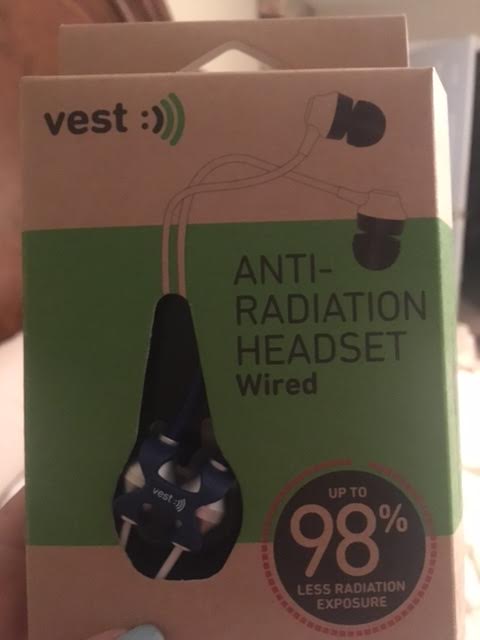 vest :)))
ANTI-
RADIATION
HEADSET
Wired
vest :)))
UP TO
98%
LESS RADIATION
EXPOSURE